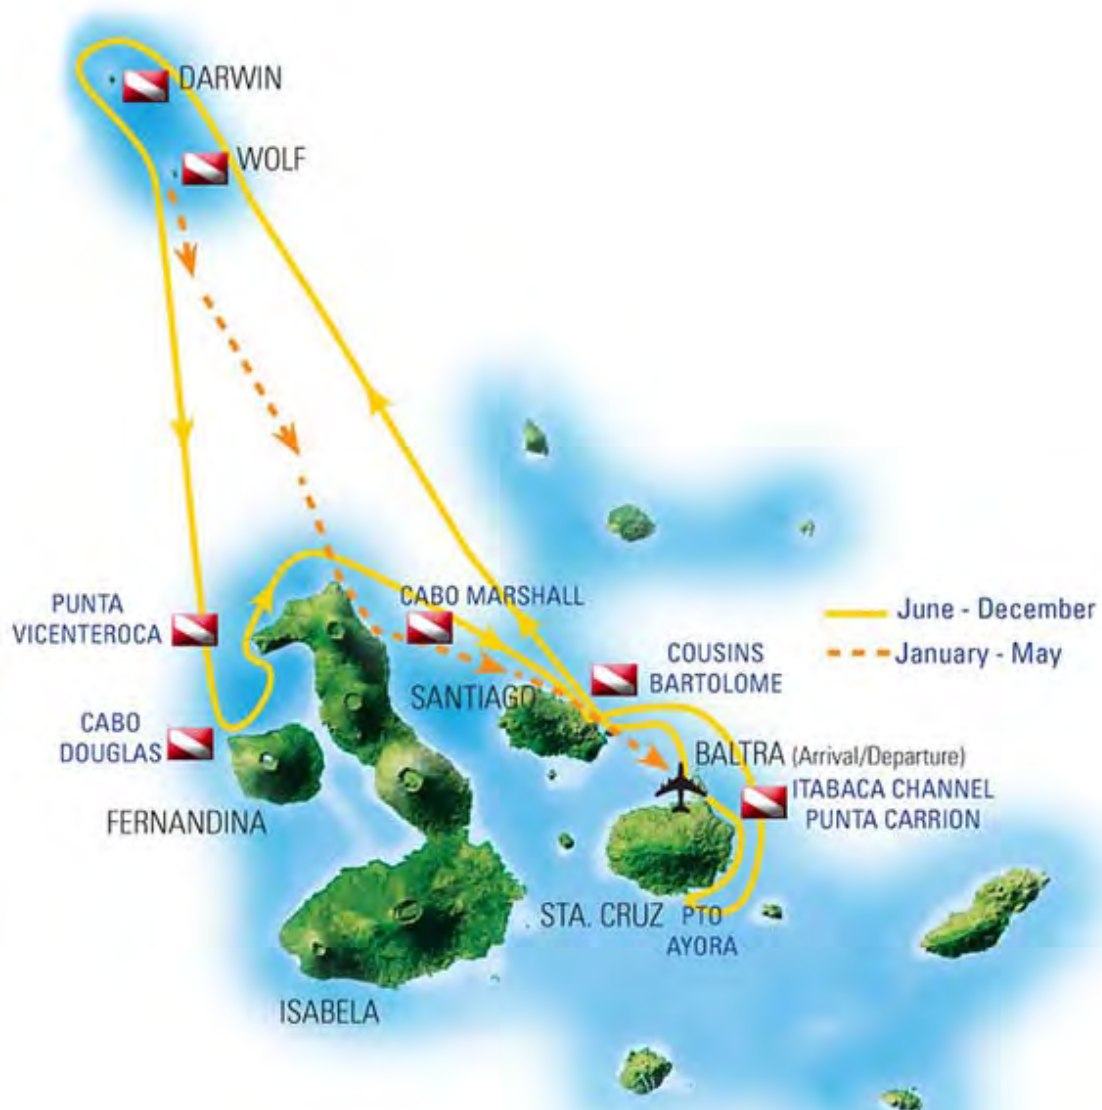 DARWIN
WOLF
PUNTA
VICENTEROCA
CABO MARSHALL
June - December
January - May
COUSINS
BARTOLOME
SANTIAGO
CABO
DOUGLAS
BALTRA (Arrival/Departure)
ITABACA CHANNEL
PUNTA CARRION
FERNANDINA
STA. CRUZ
PTO
AYORA
ISABELA